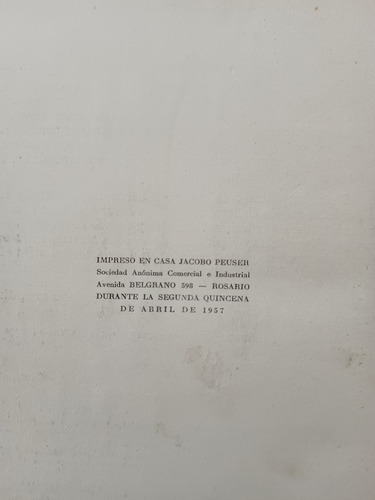 IMPRESO EN CASA JACOBO PEUSER
Sociedad Anónima Comercial e Industrial
Avenida BELGRANO 598 — ROSARIO
DURANTE LA SEGUNDA QUINCENA
DE ABRIL DE 1957